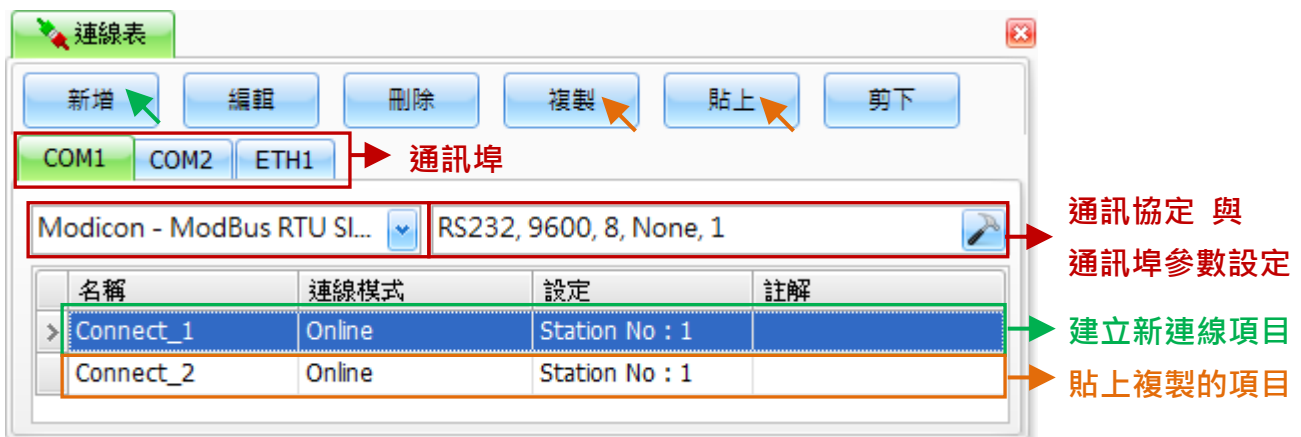 連線表
新增 編輯 刪除 複製 貼上 剪下
COM1 COM2 ETH1 通訊埠
Modicon - ModBus RTU Sl... RS232, 9600, 8, None, 1
通訊協定 與
通訊埠參數設定
名稱 連線模式 設定 註解
Connect_1 Online Station No : 1 建立新連線項目
Connect_2 Online Station No : 1 貼上複製的項目